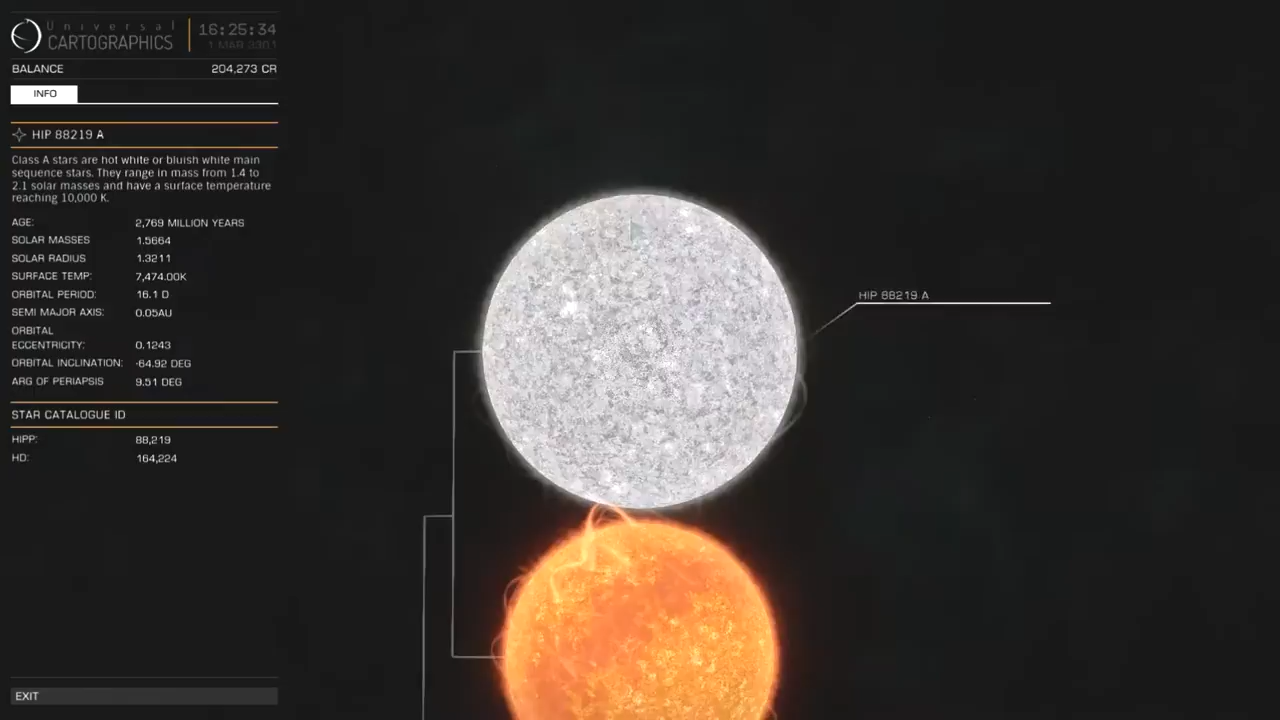 Universal
CARTOGRAPHICS
16:25:34
1 MAR 3301
BALANCE 204,273 CR
INFO
HIP 88219 A
Class A stars are hot white or bluish white main
sequence stars. They range in mass from 1.4 to
2.1 solar masses and have a surface temperature
reaching 10,000 K.
AGE: 2,769 MILLION YEARS
SOLAR MASSES 1.5664
SOLAR RADIUS 1.3211
SURFACE TEMP: 7,474.00K
ORBITAL PERIOD: 16.1 D
SEMI MAJOR AXIS: 0.05AU
ORBITAL
ECCENTRICITY: 0.1243
ORBITAL INCLINATION: -64.92 DEG
ARG OF PERIAPSIS 9.51 DEG
STAR CATALOGUE ID
HIPP: 88,219
HD: 164,224
HIP 88219 A
EXIT